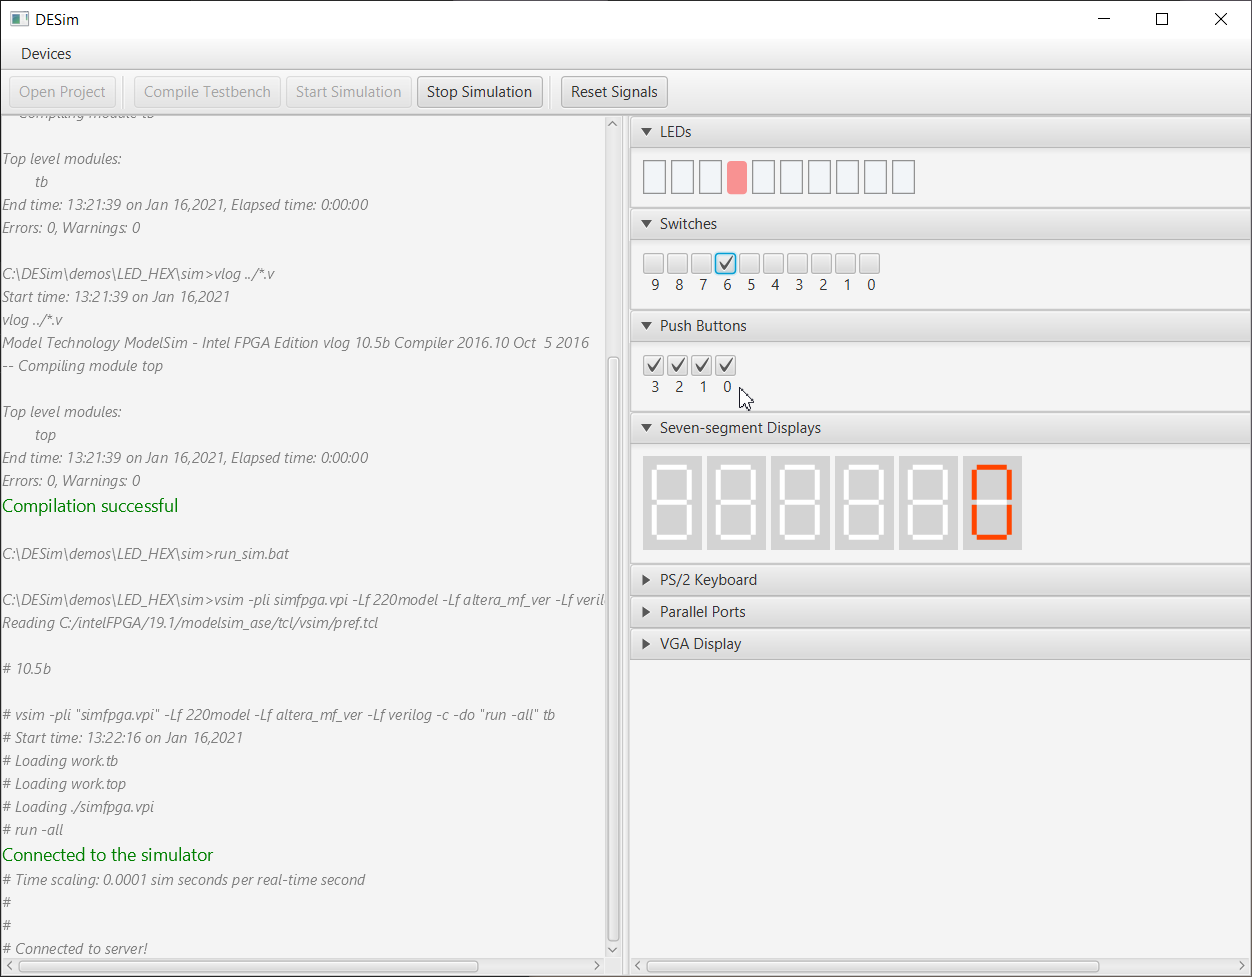 DESim
Devices
Open Project Compile Testbench Start Simulation Stop Simulation Reset Signals
-- Compiling module tb
Top level modules:
tb
End time: 13:21:39 on Jan 16,2021, Elapsed time: 0:00:00
Errors: 0, Warnings: 0
C:\DESim\demos\LED_HEX\sim>vlog ../*.v
Start time: 13:21:39 on Jan 16,2021
vlog ../*.v
Model Technology ModelSim - Intel FPGA Edition vlog 10.5b Compiler 2016.10 Oct  5 2016
-- Compiling module top
Top level modules:
top
End time: 13:21:39 on Jan 16,2021, Elapsed time: 0:00:00
Errors: 0, Warnings: 0
Compilation successful
C:\DESim\demos\LED_HEX\sim>run_sim.bat
C:\DESim\demos\LED_HEX\sim>vsim -pli simfpga.vpi -Lf 220model -Lf altera_mf_ver -Lf veril
Reading C:/intelFPGA/19.1/modelsim_ase/tcl/vsim/pref.tcl
# 10.5b
# vsim -pli "simfpga.vpi" -Lf 220model -Lf altera_mf_ver -Lf verilog -c -do "run -all" tb
# Start time: 13:22:16 on Jan 16,2021
# Loading work.tb
# Loading work.top
# Loading ./simfpga.vpi
# run -all
Connected to the simulator
# Time scaling: 0.0001 sim seconds per real-time second
#
#
# Connected to server!
LEDs
Switches
9 8 7 6 5 4 3 2 1 0
Push Buttons
3 2 1 0
Seven-segment Displays
0
PS/2 Keyboard
Parallel Ports
VGA Display